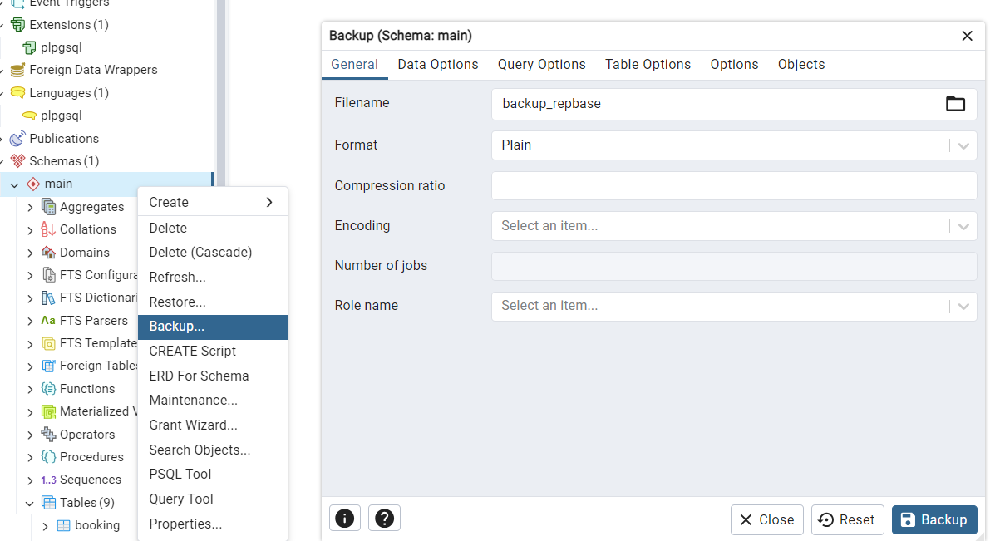 Event Triggers
Extensions (1)
plpgsql
Foreign Data Wrappers
Languages (1)
plpgsql
Publications
Schemas (1)
main
Aggregates
Collations
Domains
FTS Configura
FTS Dictionari
Aa FTS Parsers
FTS Template
Foreign Tables
Functions
Materialized V
Operators
Procedures
1..3 Sequences
Tables (9)
booking
Create
Delete
Delete (Cascade)
Refresh...
Restore...
Backup...
CREATE Script
ERD For Schema
Maintenance...
Grant Wizard...
Search Objects...
PSQL Tool
Query Tool
Properties...
Backup (Schema: main)
General Data Options Query Options Table Options Options Objects
Filename backup_repbase
Format Plain
Compression ratio
Encoding Select an item...
Number of jobs
Role name Select an item...
Close Reset Backup